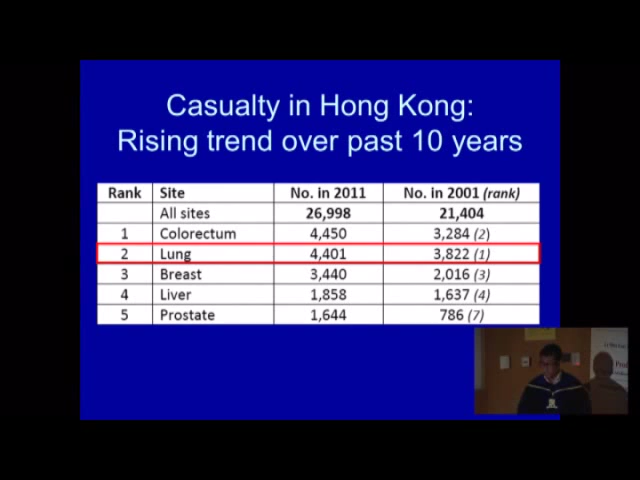 Casualty in Hong Kong:
Rising trend over past 10 years
Rank Site No. in 2011 No. in 2001 (rank)
All sites 26,998 21,404
1 Colorectum 4,450 3,284 (2)
2 Lung 4,401 3,822 (1)
3 Breast 3,440 2,016 (3)
4 Liver 1,858 1,637 (4)
5 Prostate 1,644 786 (7)